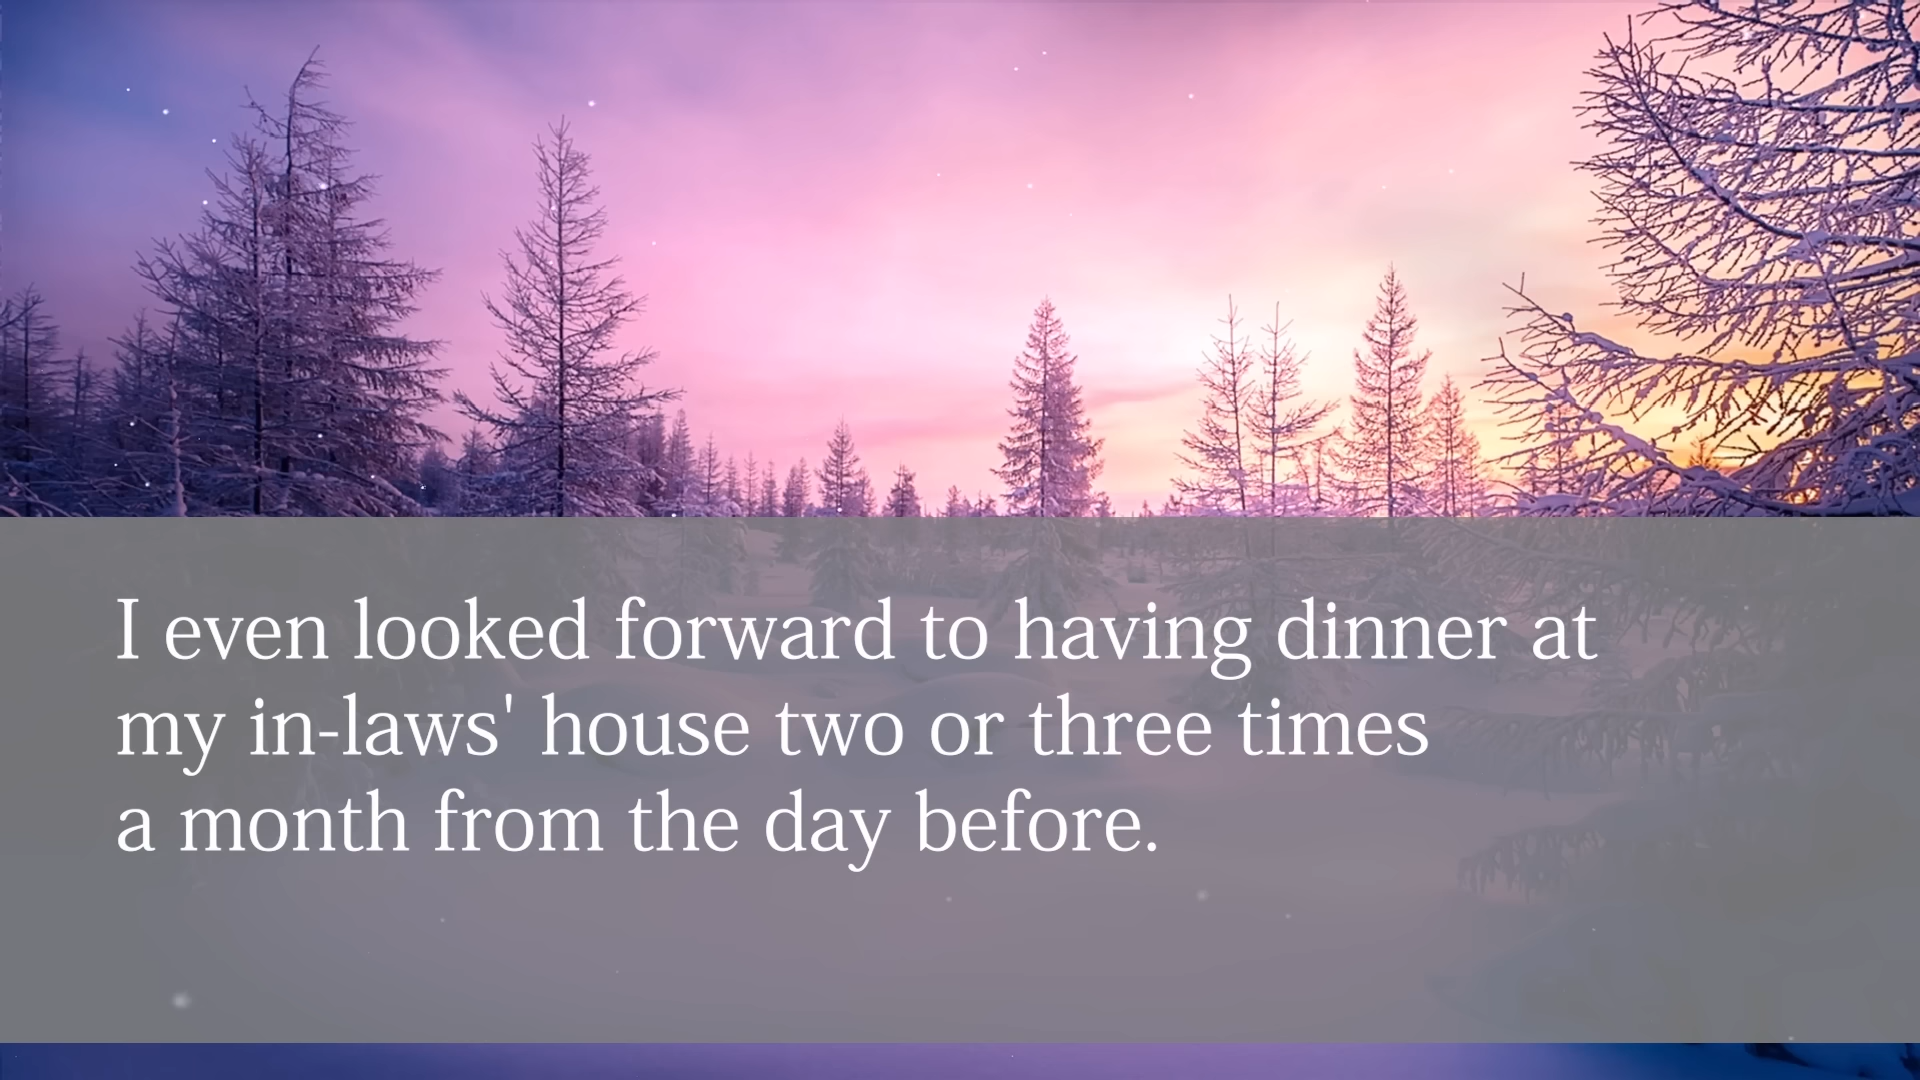 I even looked forward to having dinner at
my in-laws' house two or three times
a month from the day before.